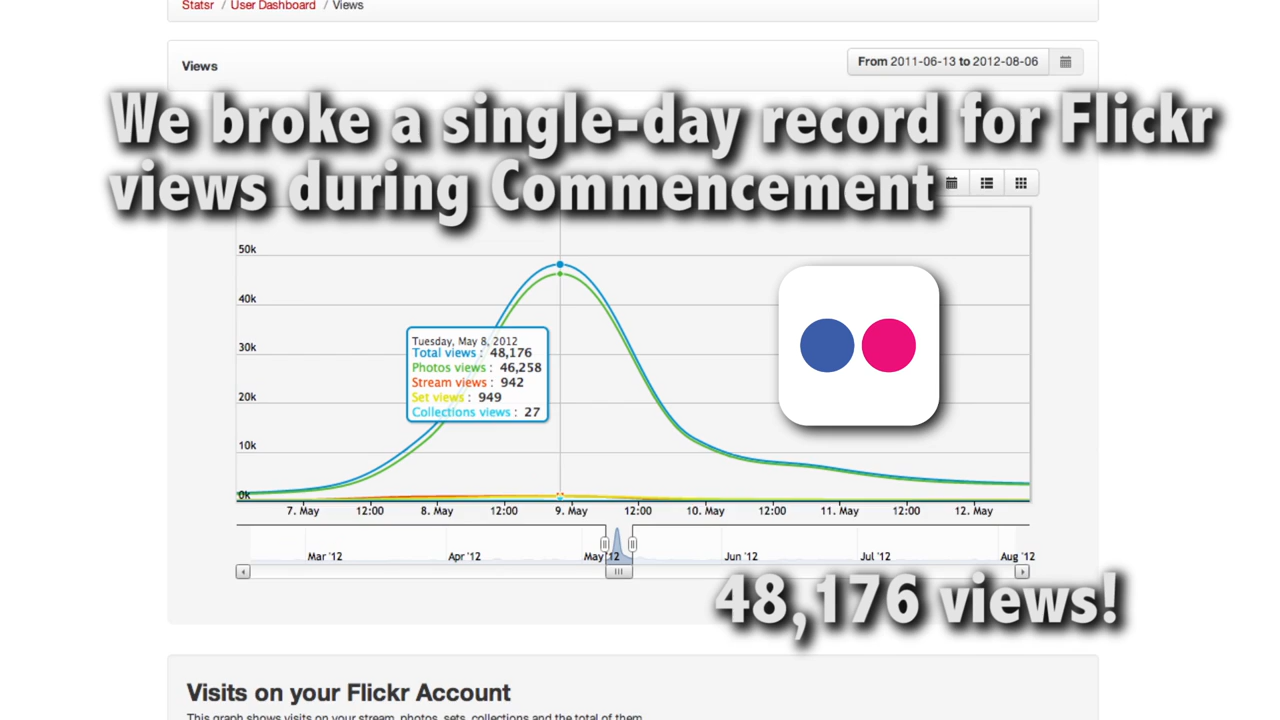 Statsr / User Dashboard / Views
Views
From 2011-06-13 to 2012-08-06
We broke a single-day record for Flickr
views during Commencement
50k
40k
30k
20k
10k
0k
Tuesday, May 8, 2012
Total views : 48,176
Photos views : 46,258
Stream views : 942
Set views : 949
Collections views : 27
7. May 12:00 8. May 12:00 9. May 12:00 10. May 12:00 11. May 12:00 12. May
Mar '12 Apr '12 May '12 Jun '12 Jul '12 Aug '12
48,176 views!
Visits on your Flickr Account
This graph shows visits on your stream, photos, sets, collections and the total of them